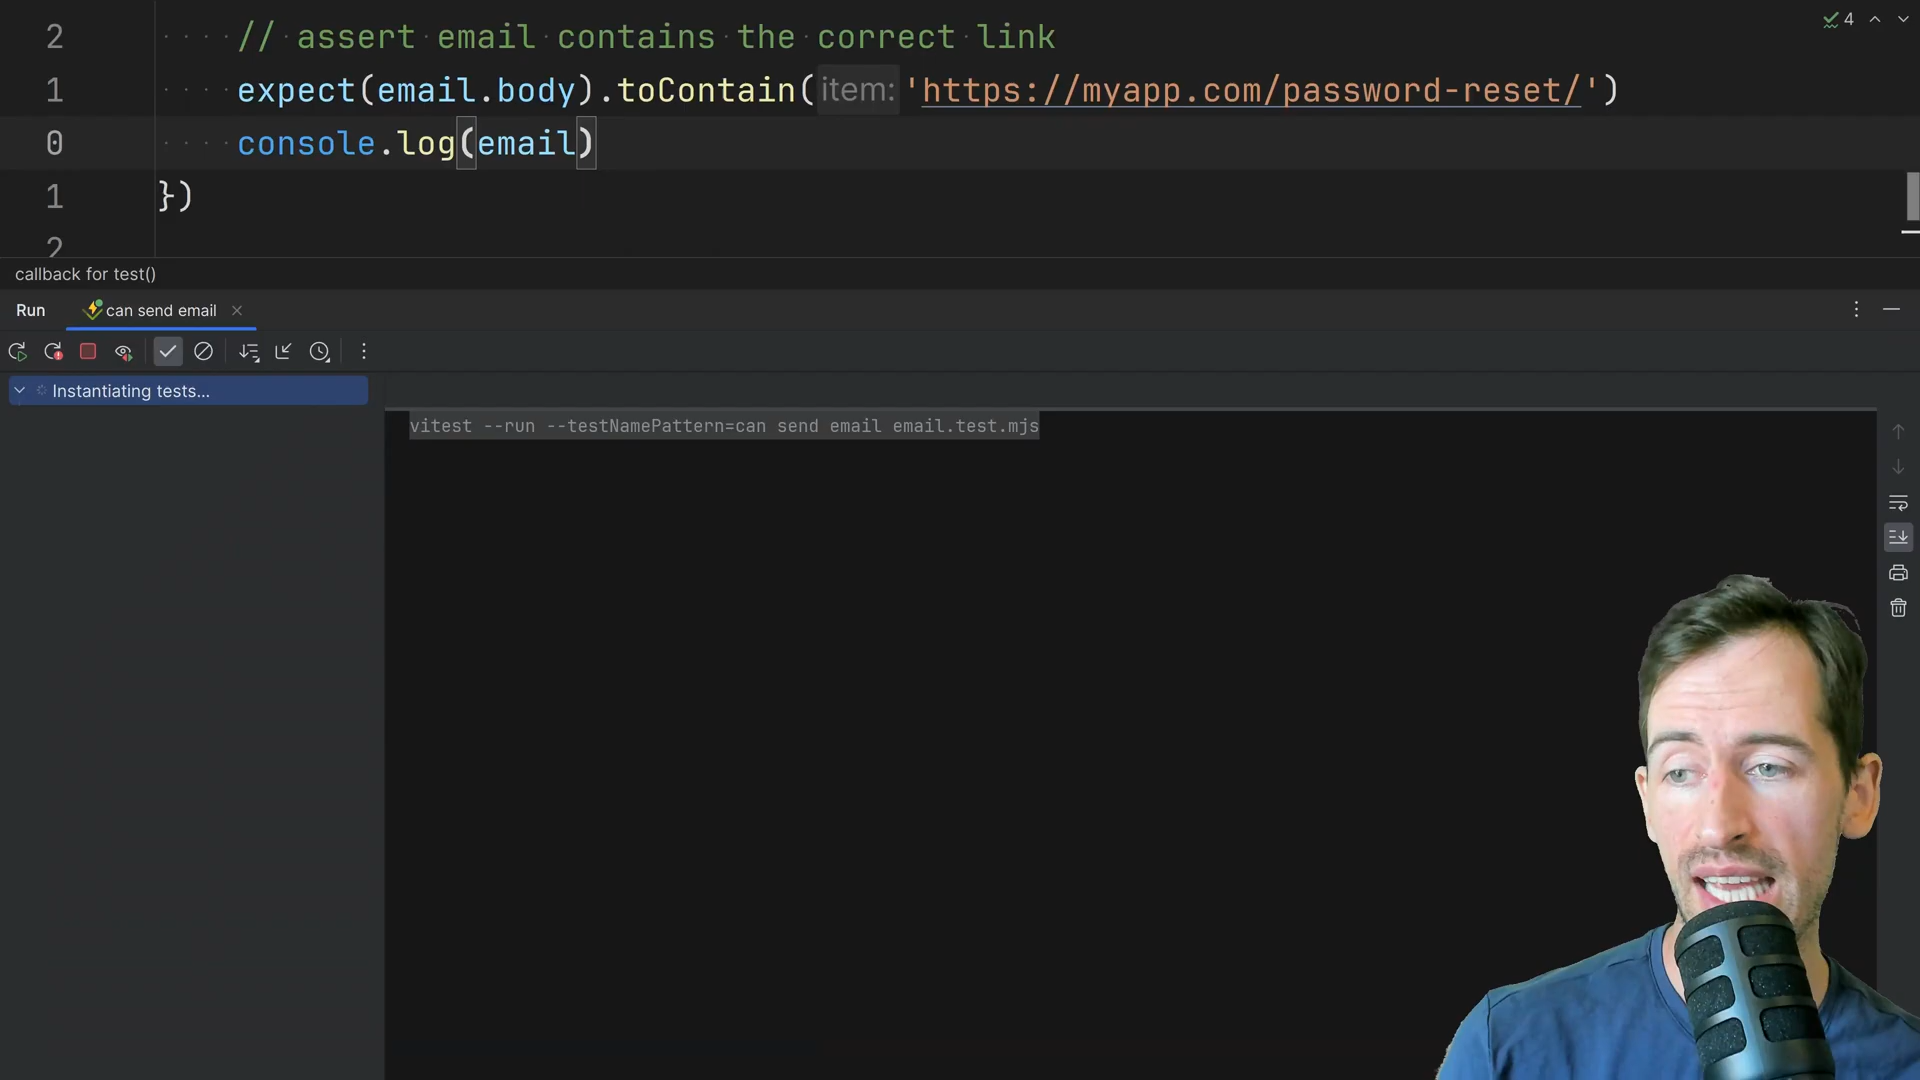 2 // assert email contains the correct link
4
1 expect(email.body).toContain( item: 'https://myapp.com/password-reset/')
0 console.log(email)
1 })
2
callback for test()
Run can send email
Instantiating tests...
vitest --run --testNamePattern=can send email email.test.mjs